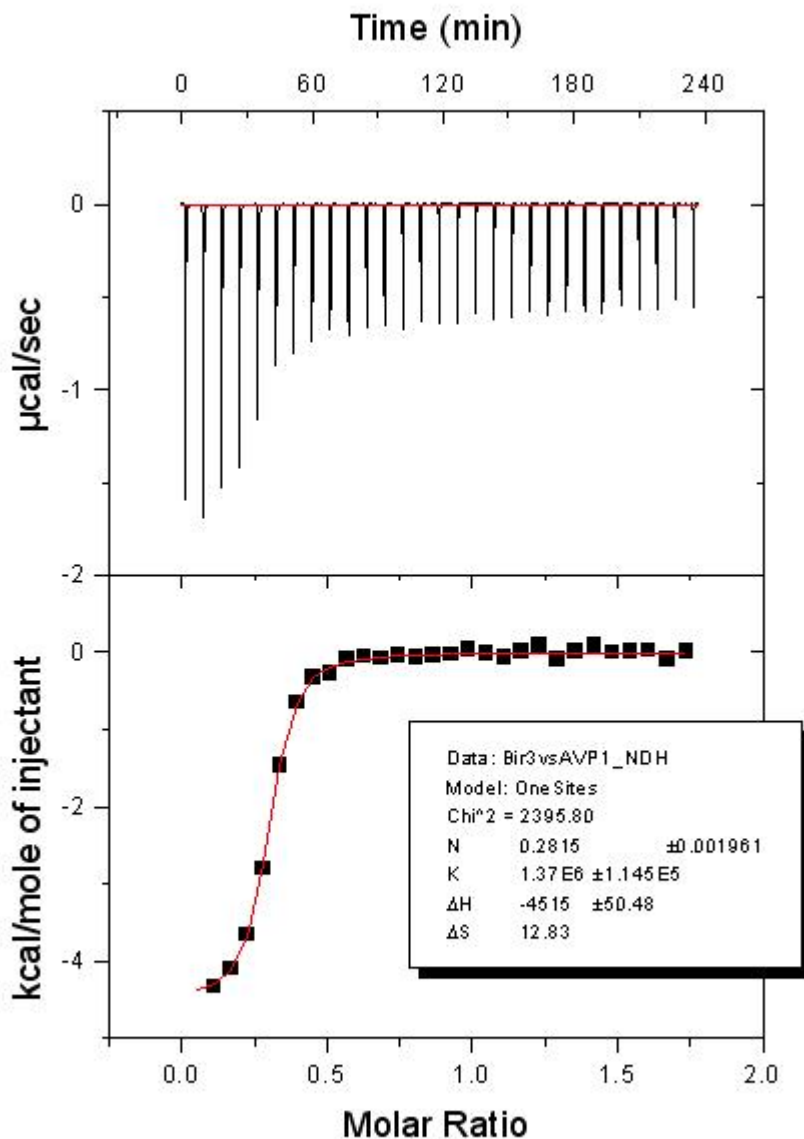 Time (min)
0 60 120 180 240
0
-1
-2
µcal/sec
0
-2
-4
kcal/mole of injectant
Data: Bir3vsAVP1_NDH
Model: OneSites
Chi^2 = 2395.80
N 0.2815 ±0.001961
K 1.37E6 ±1.145E5
ΔH -4515 ±50.48
ΔS 12.83
0.0 0.5 1.0 1.5 2.0
Molar Ratio